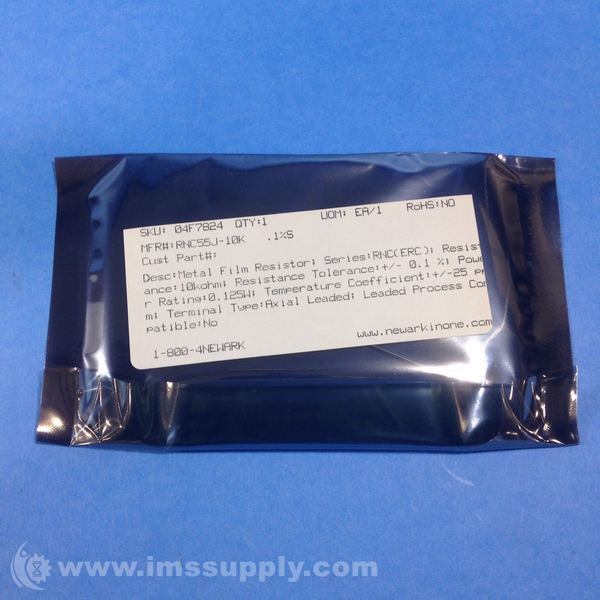 SKU: 04F7824 QTY:1 UOM: EA/1 RoHS:NO
MFR#:RNC55J-10K .1%S
Cust Part#:
Desc:Metal Film Resistor; Series:RNC(ERC); Resist
ance:10kohm; Resistance Tolerance:+/- 0.1 %; Powe
r Rating:0.125W; Temperature Coefficient:+/-25 pp
m; Terminal Type:Axial Leaded; Leaded Process Com
patible:No
www.newarkinone.com
1-800-4NEWARK
www.imssupply.com